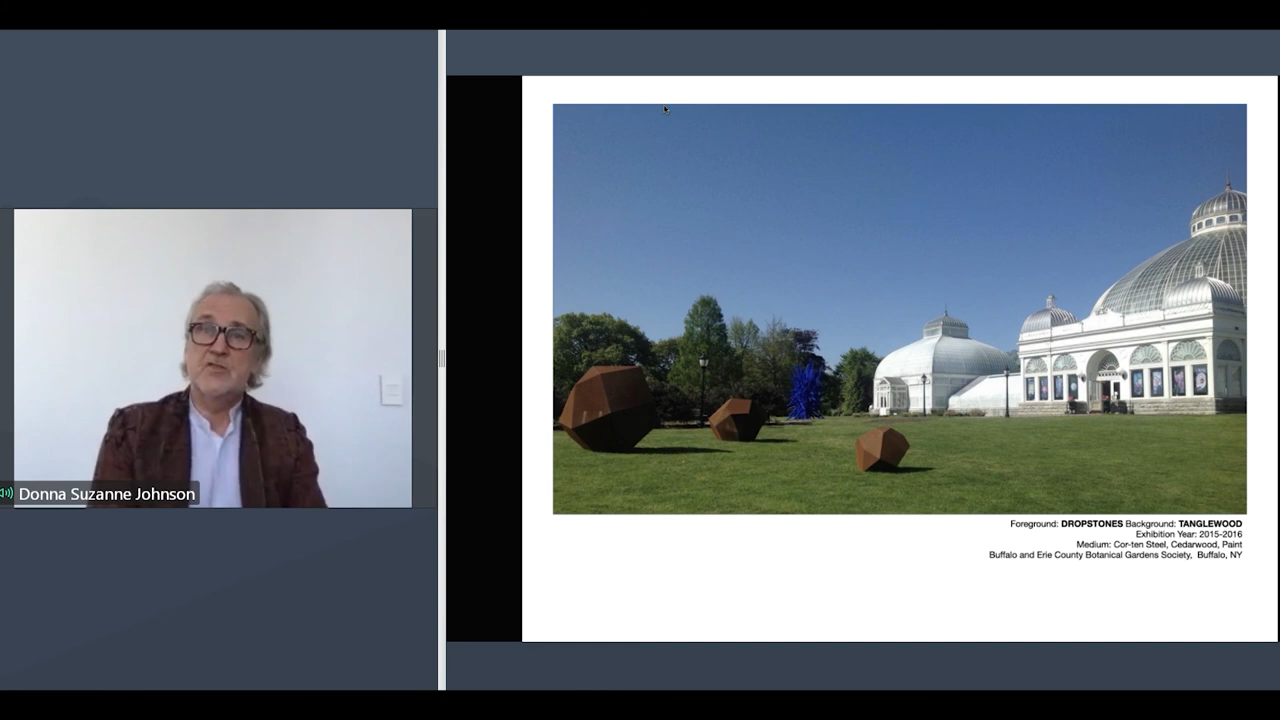 Donna Suzanne Johnson
Foreground: DROPSTONES Background: TANGLEWOOD
Exhibition Year: 2015-2016
Medium: Cor-ten Steel, Cedarwood, Paint
Buffalo and Erie County Botanical Gardens Society, Buffalo, NY